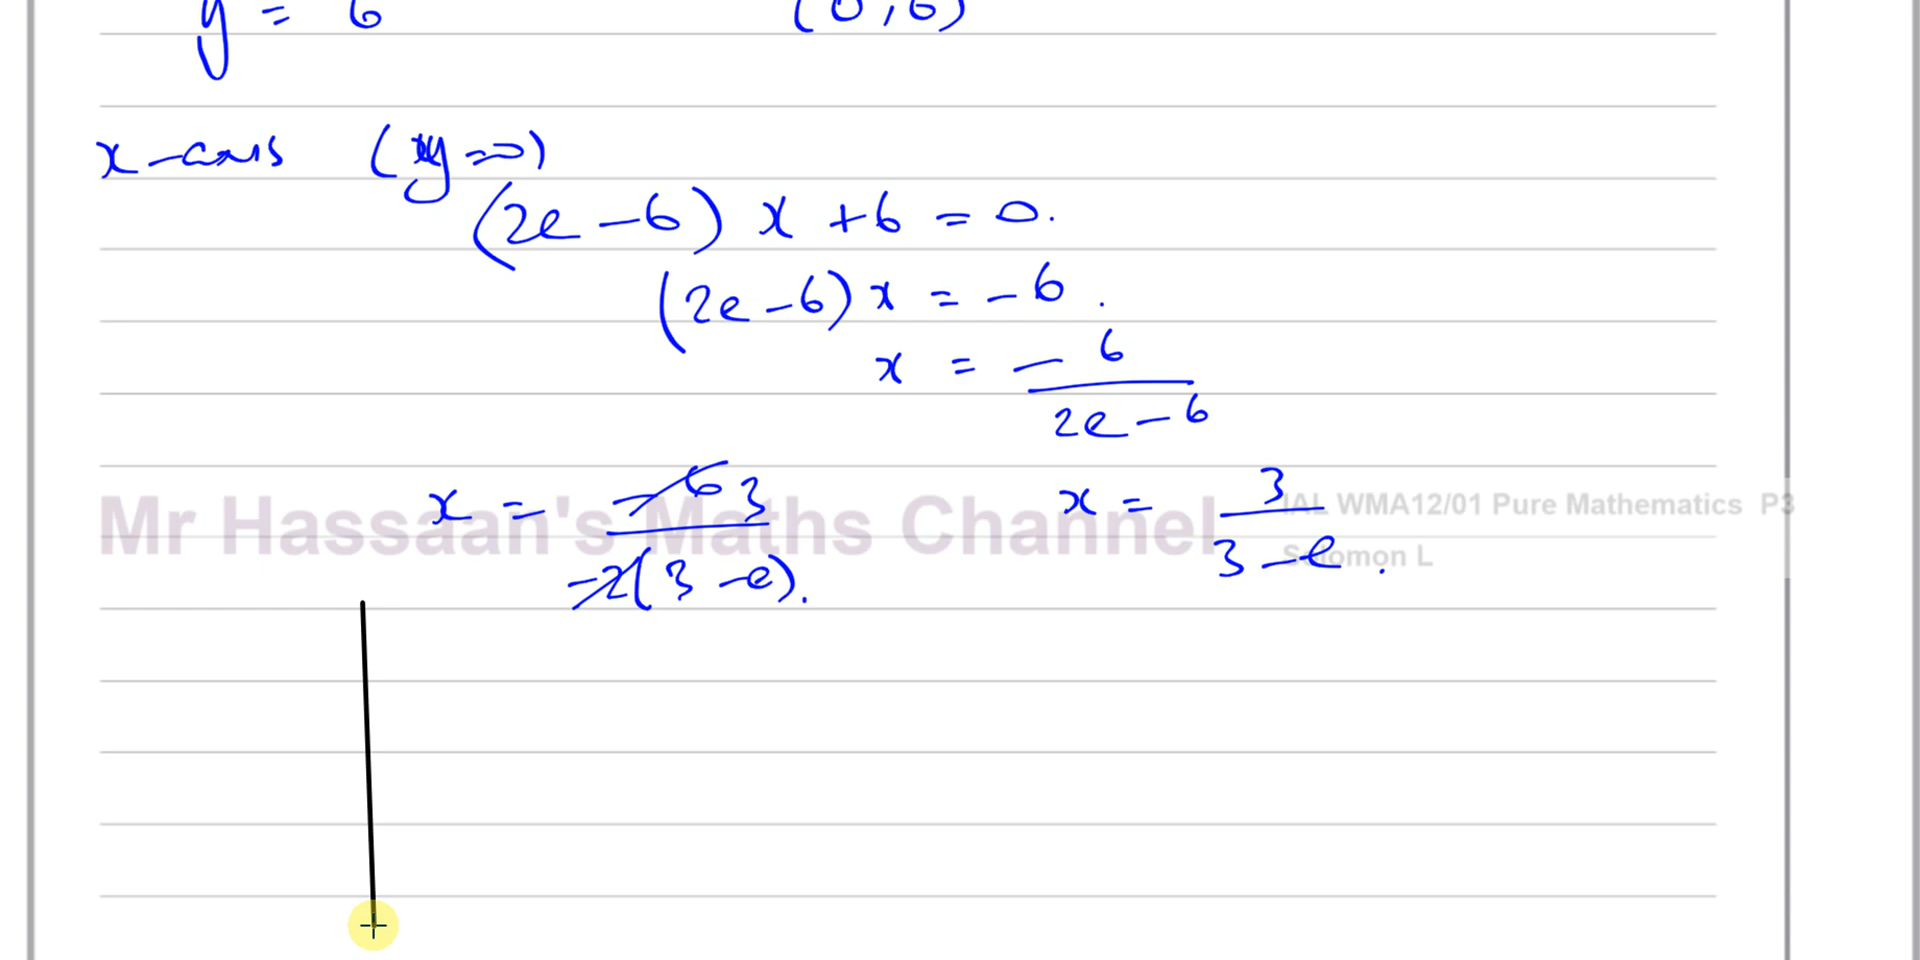 y = 6 (0, 6)
x-axis (y=0)
(2e - 6) x + 6 = 0.
(2e - 6) x = - 6 .
x = - 6 / 2e - 6
x = -6 3 / -2(3 - e). x = 3 / 3 - e .
Mr Hassaan's Maths Channel
IAL WMA12/01 Pure Mathematics P3
Solomon L